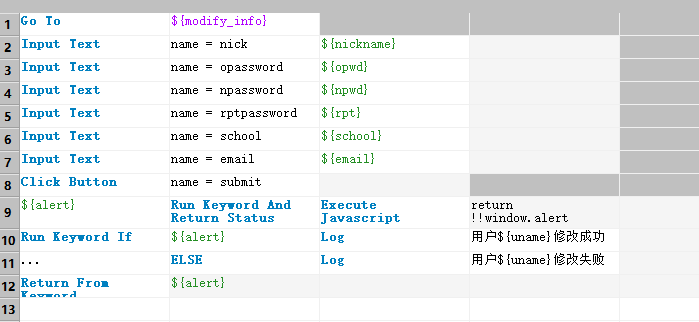 1 Go To ${modify_info}
2 Input Text name = nick ${nickname}
3 Input Text name = opassword ${opwd}
4 Input Text name = npassword ${npwd}
5 Input Text name = rptpassword ${rpt}
6 Input Text name = school ${school}
7 Input Text name = email ${email}
8 Click Button name = submit
9 ${alert} Run Keyword And Execute return
Return Status Javascript !!window.alert
10 Run Keyword If ${alert} Log 用户${uname}修改成功
11 ... ELSE Log 用户${uname}修改失败
12 Return From ${alert}
Keyword
13